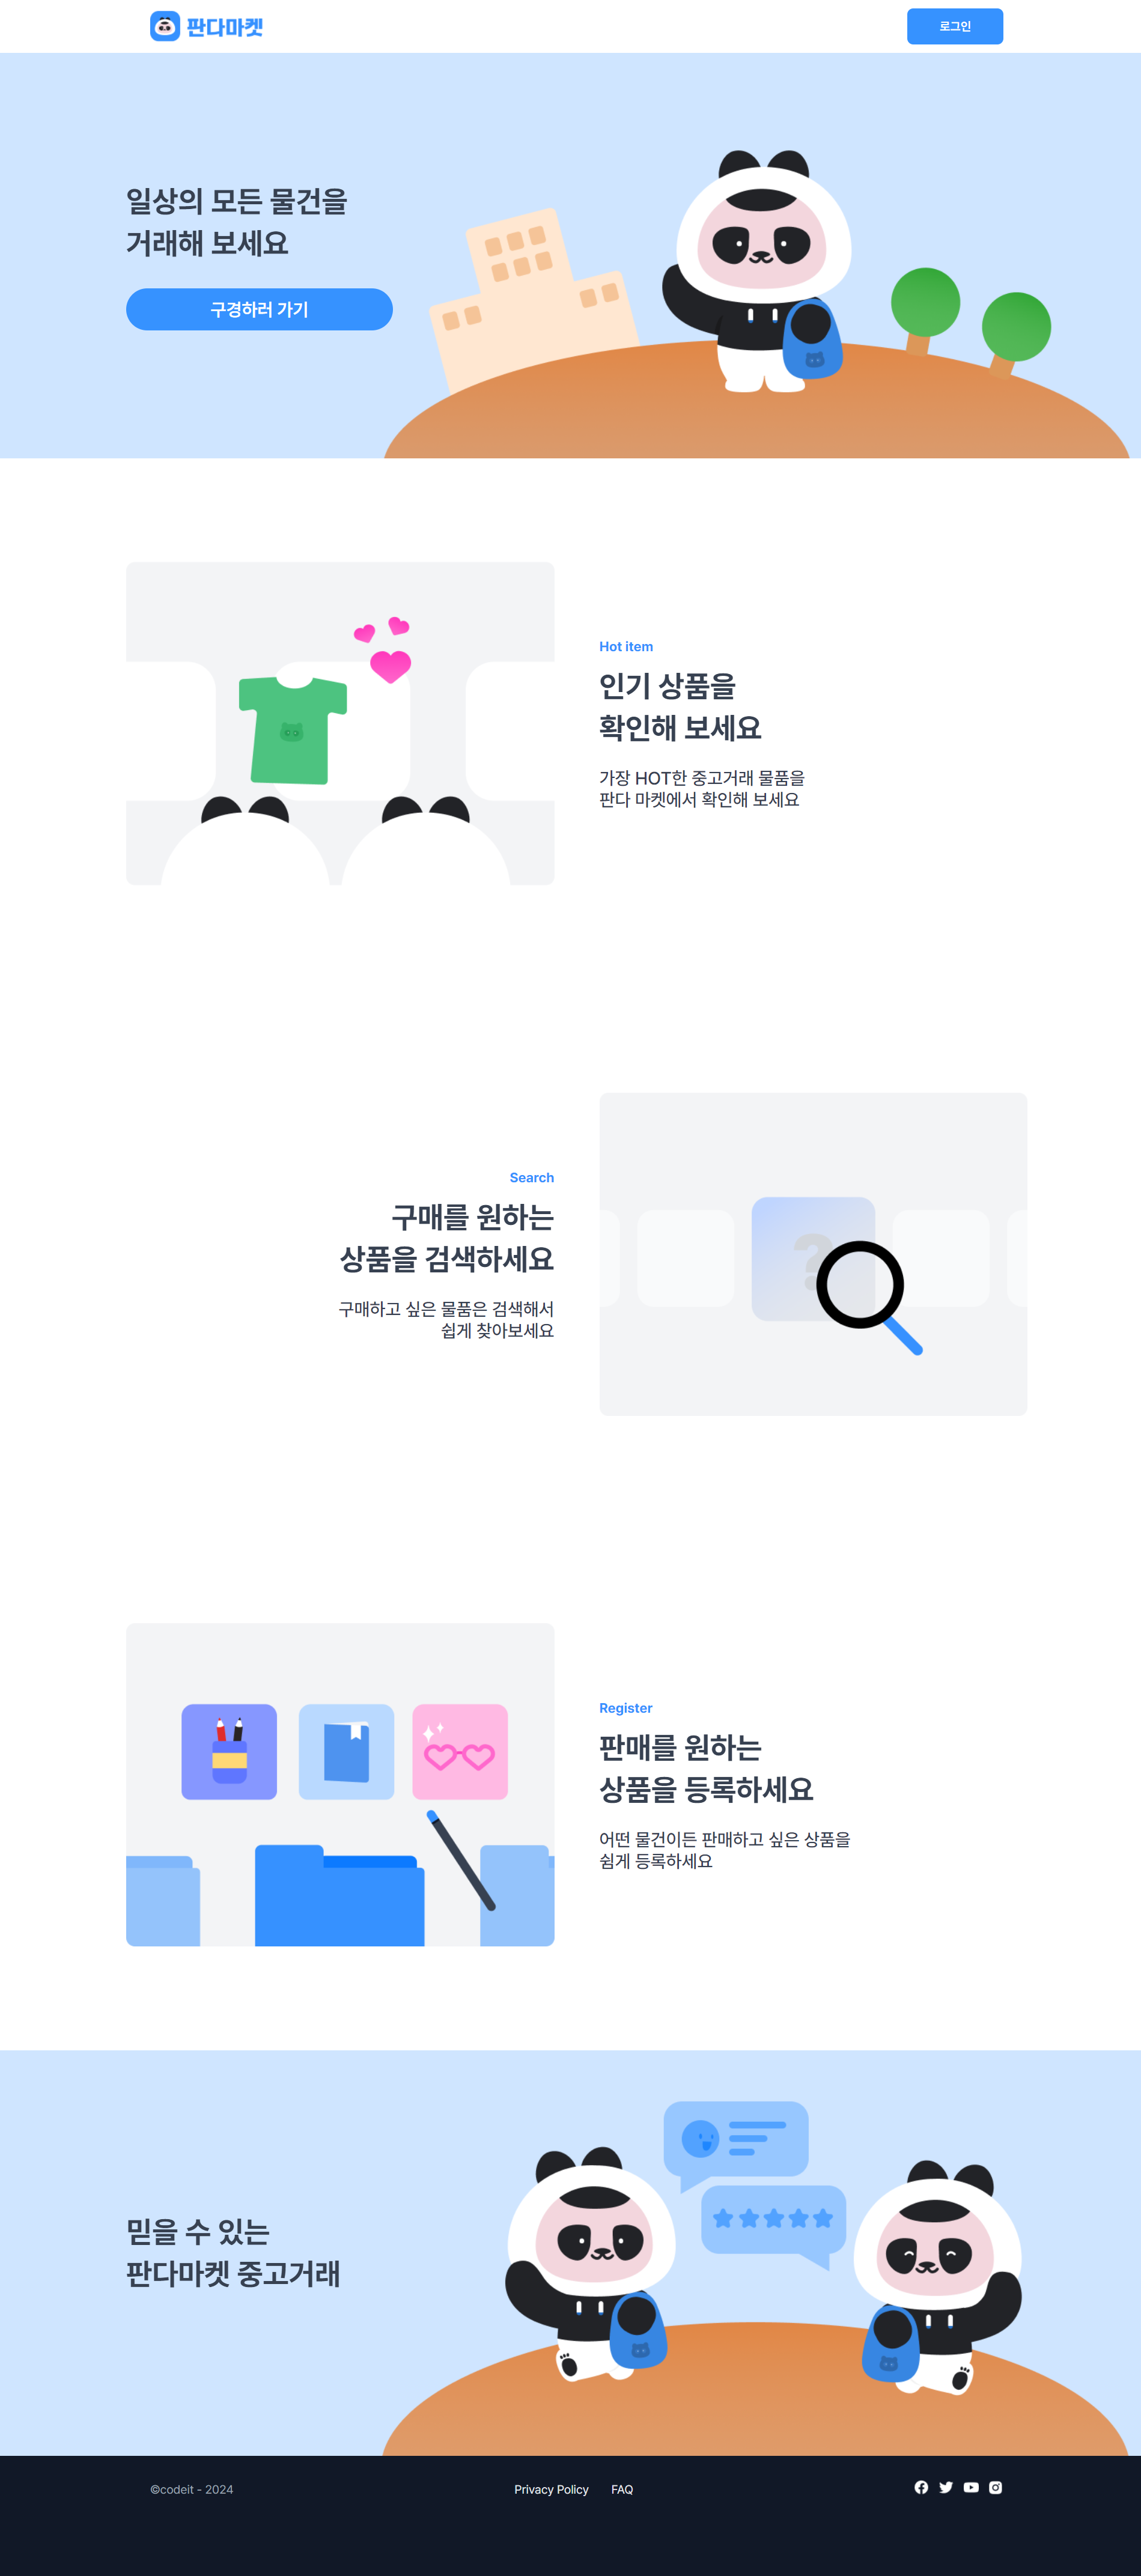 판다마켓
로그인
일상의 모든 물건을
거래해 보세요
구경하러 가기
Hot item
인기 상품을
확인해 보세요
가장 HOT한 중고거래 물품을
판다 마켓에서 확인해 보세요
Search
구매를 원하는
상품을 검색하세요
구매하고 싶은 물품은 검색해서
쉽게 찾아보세요
?
Register
판매를 원하는
상품을 등록하세요
어떤 물건이든 판매하고 싶은 상품을
쉽게 등록하세요
믿을 수 있는
판다마켓 중고거래
©codeit - 2024
Privacy Policy
FAQ